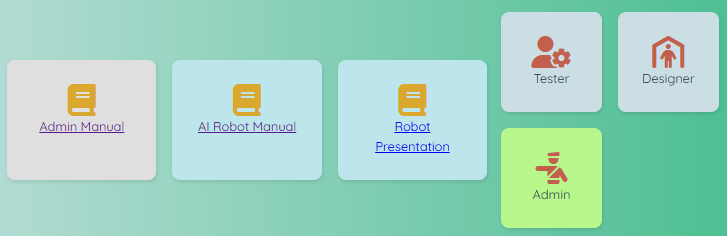 Admin Manual
AI Robot Manual
Robot
Presentation
Tester
Designer
Admin